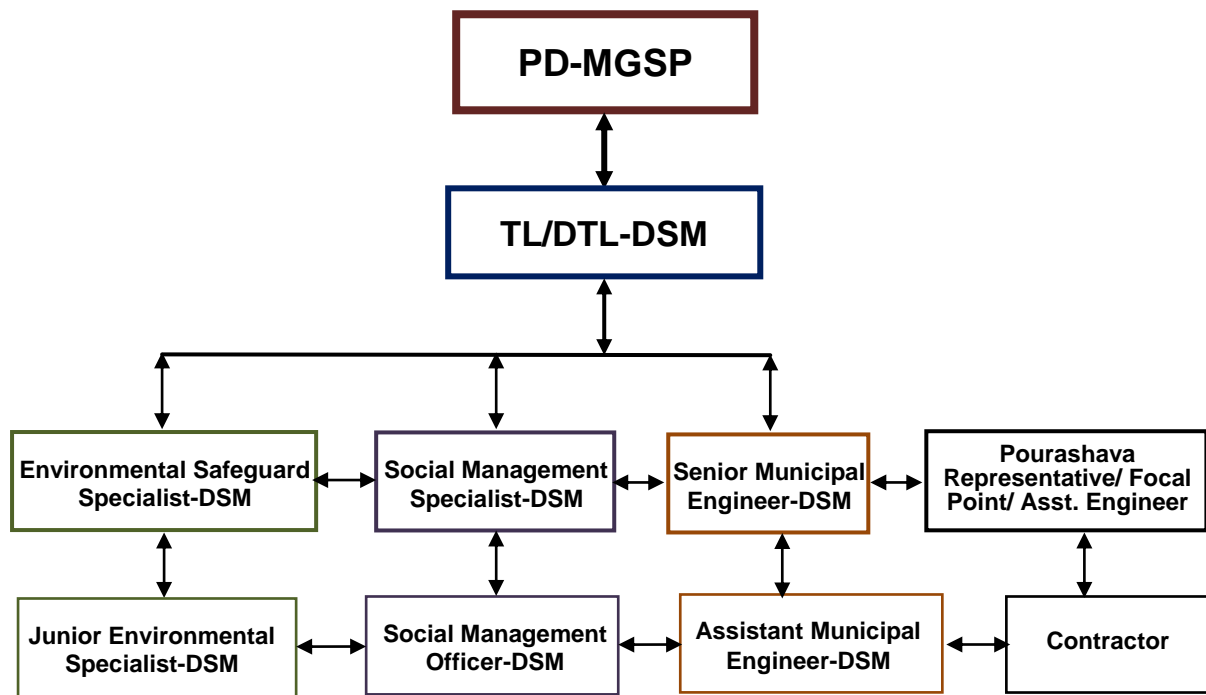 PD-MGSP
TL/DTL-DSM
Environmental Safeguard
Specialist-DSM
Social Management
Specialist-DSM
Senior Municipal
Engineer-DSM
Pourashava
Representative/ Focal
Point/ Asst. Engineer
Junior Environmental
Specialist-DSM
Social Management
Officer-DSM
Assistant Municipal
Engineer-DSM
Contractor